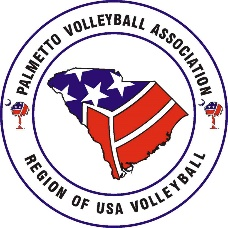 PALMETTO VOLLEYBALL ASSOCIATION
REGION OF USA VOLLEYBALL